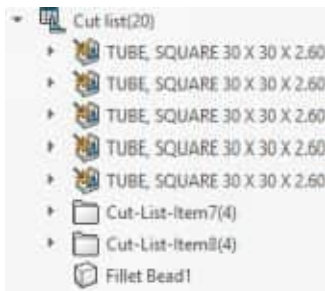 Cut list(20)
TUBE, SQUARE 30 X 30 X 2.60
TUBE, SQUARE 30 X 30 X 2.60
TUBE, SQUARE 30 X 30 X 2.60
TUBE, SQUARE 30 X 30 X 2.60
TUBE, SQUARE 30 X 30 X 2.60
Cut-List-Item7(4)
Cut-List-Item8(4)
Fillet Bead1